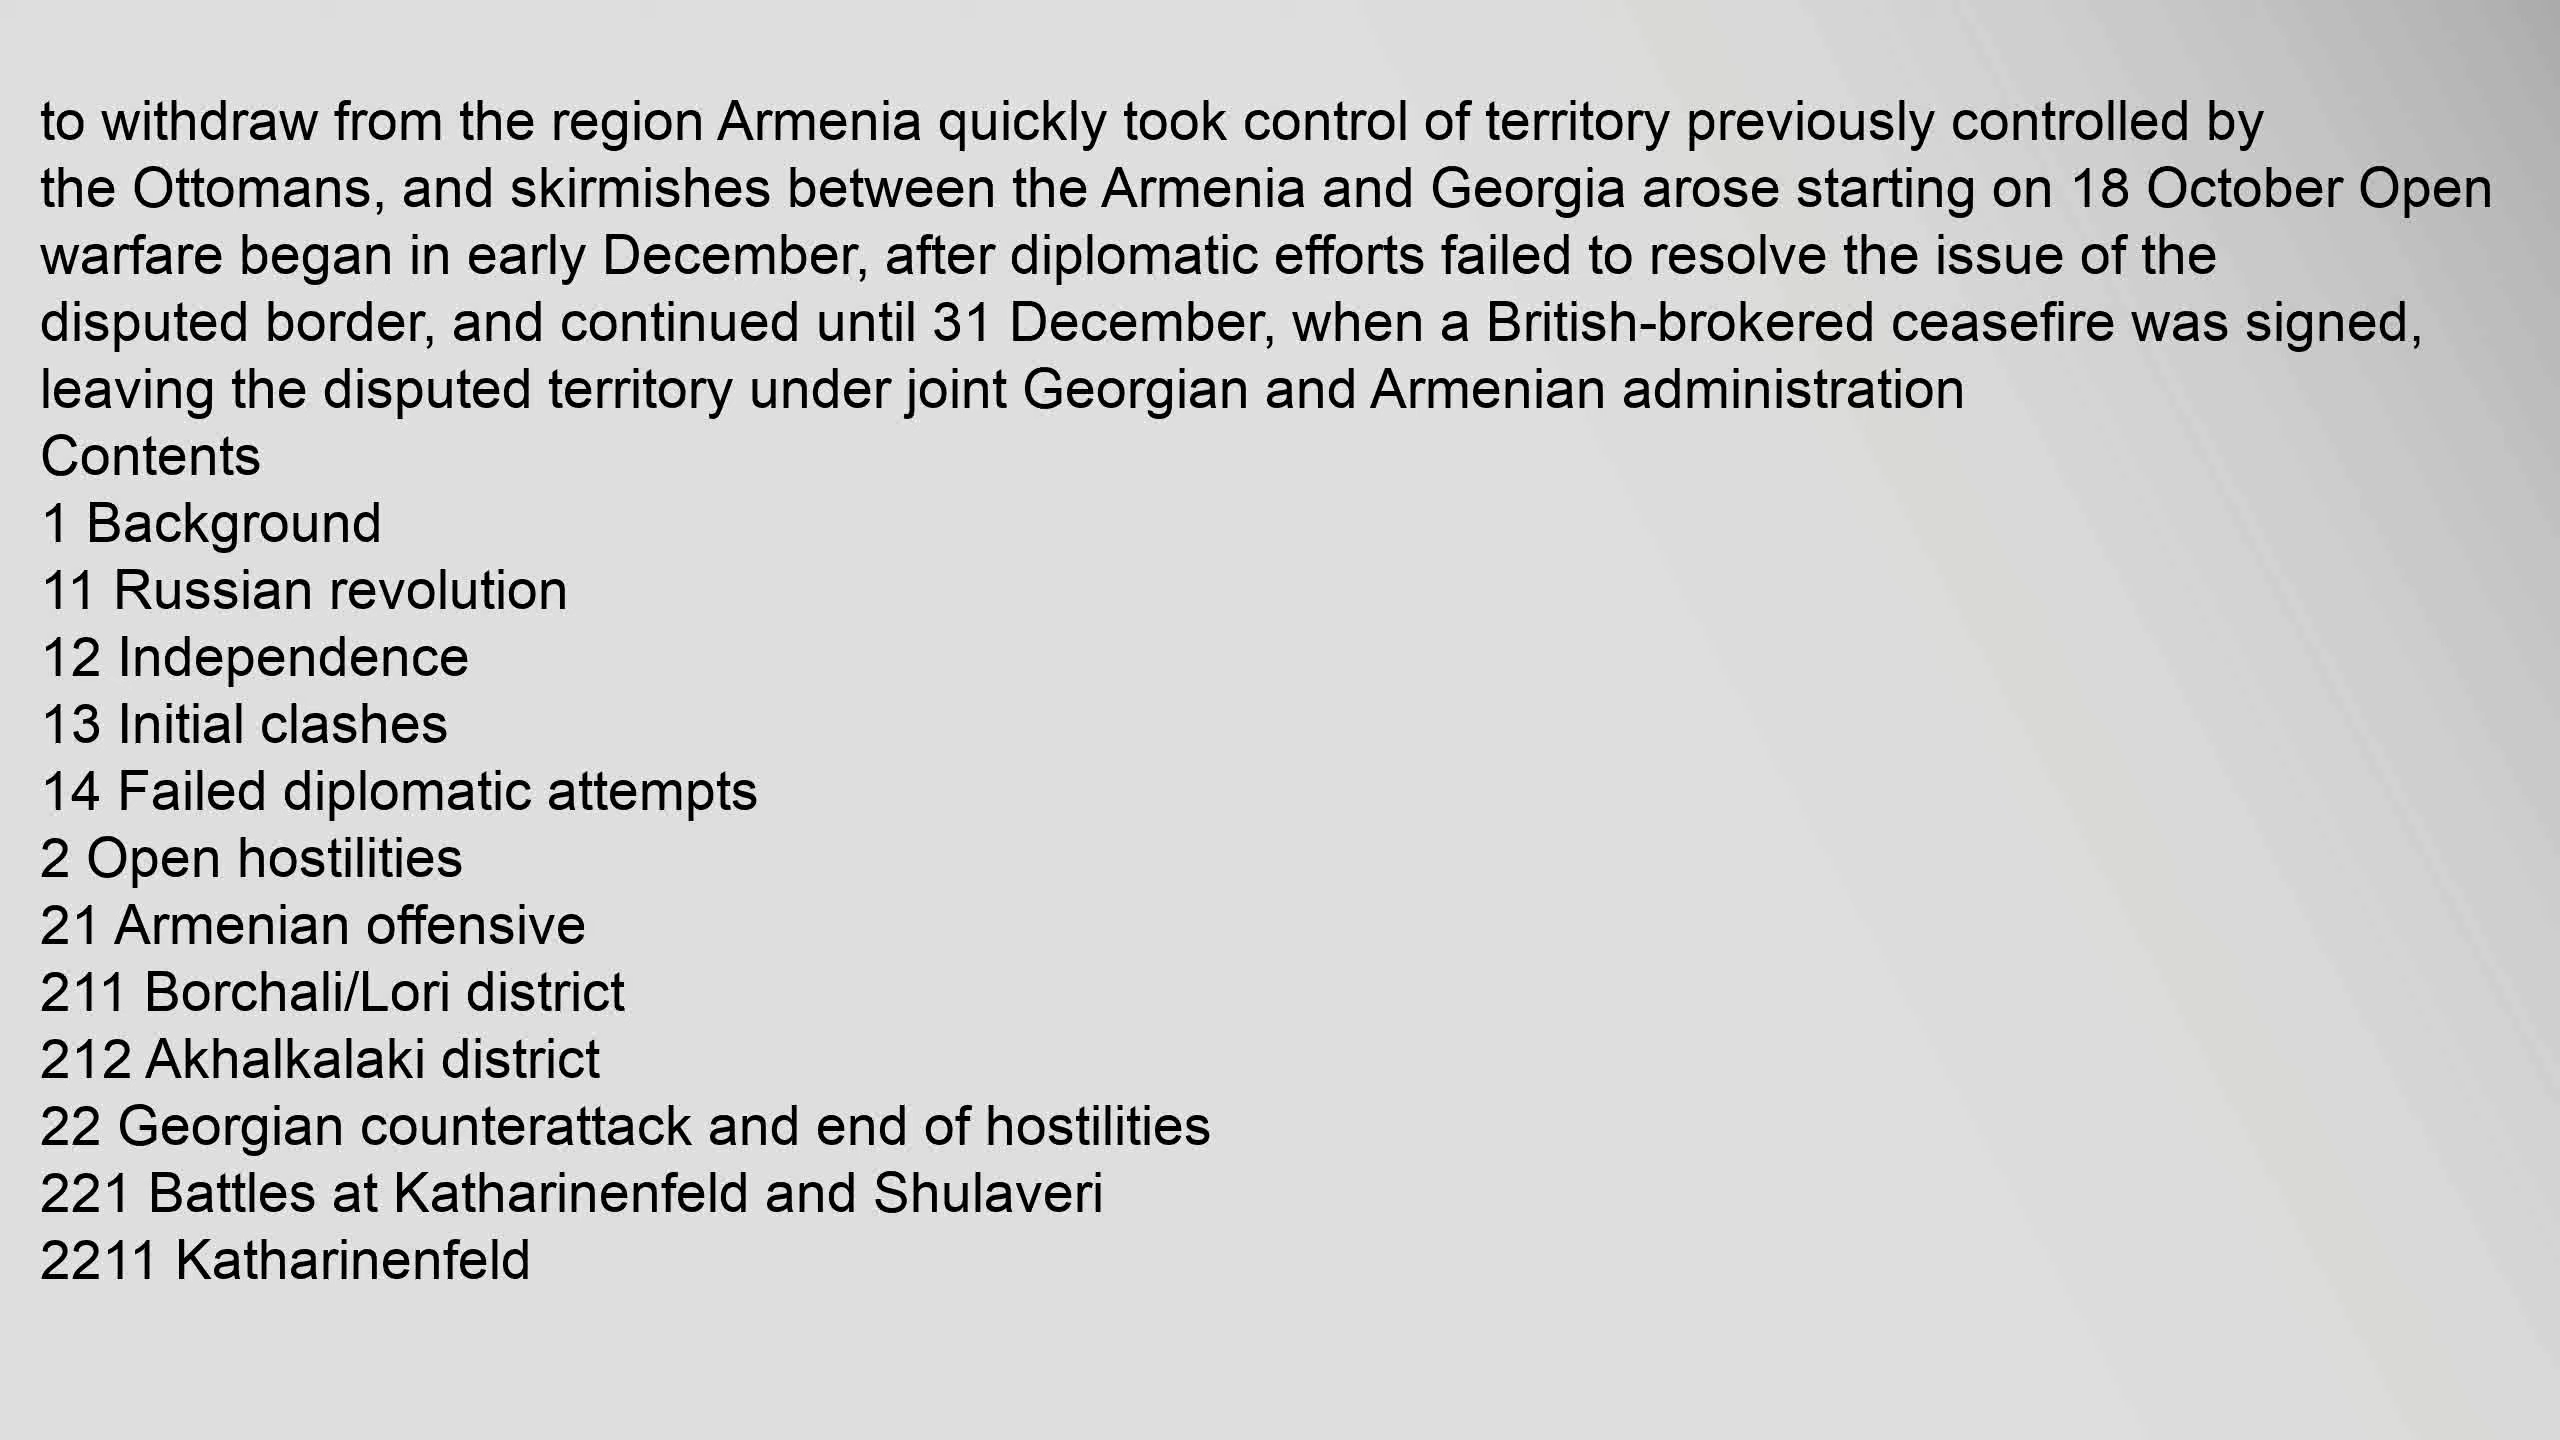 to withdraw from the region Armenia quickly took control of territory previously controlled by
the Ottomans, and skirmishes between the Armenia and Georgia arose starting on 18 October Open
warfare began in early December, after diplomatic efforts failed to resolve the issue of the
disputed border, and continued until 31 December, when a British-brokered ceasefire was signed,
leaving the disputed territory under joint Georgian and Armenian administration
Contents
1 Background
11 Russian revolution
12 Independence
13 Initial clashes
14 Failed diplomatic attempts
2 Open hostilities
21 Armenian offensive
211 Borchali/Lori district
212 Akhalkalaki district
22 Georgian counterattack and end of hostilities
221 Battles at Katharinenfeld and Shulaveri
2211 Katharinenfeld